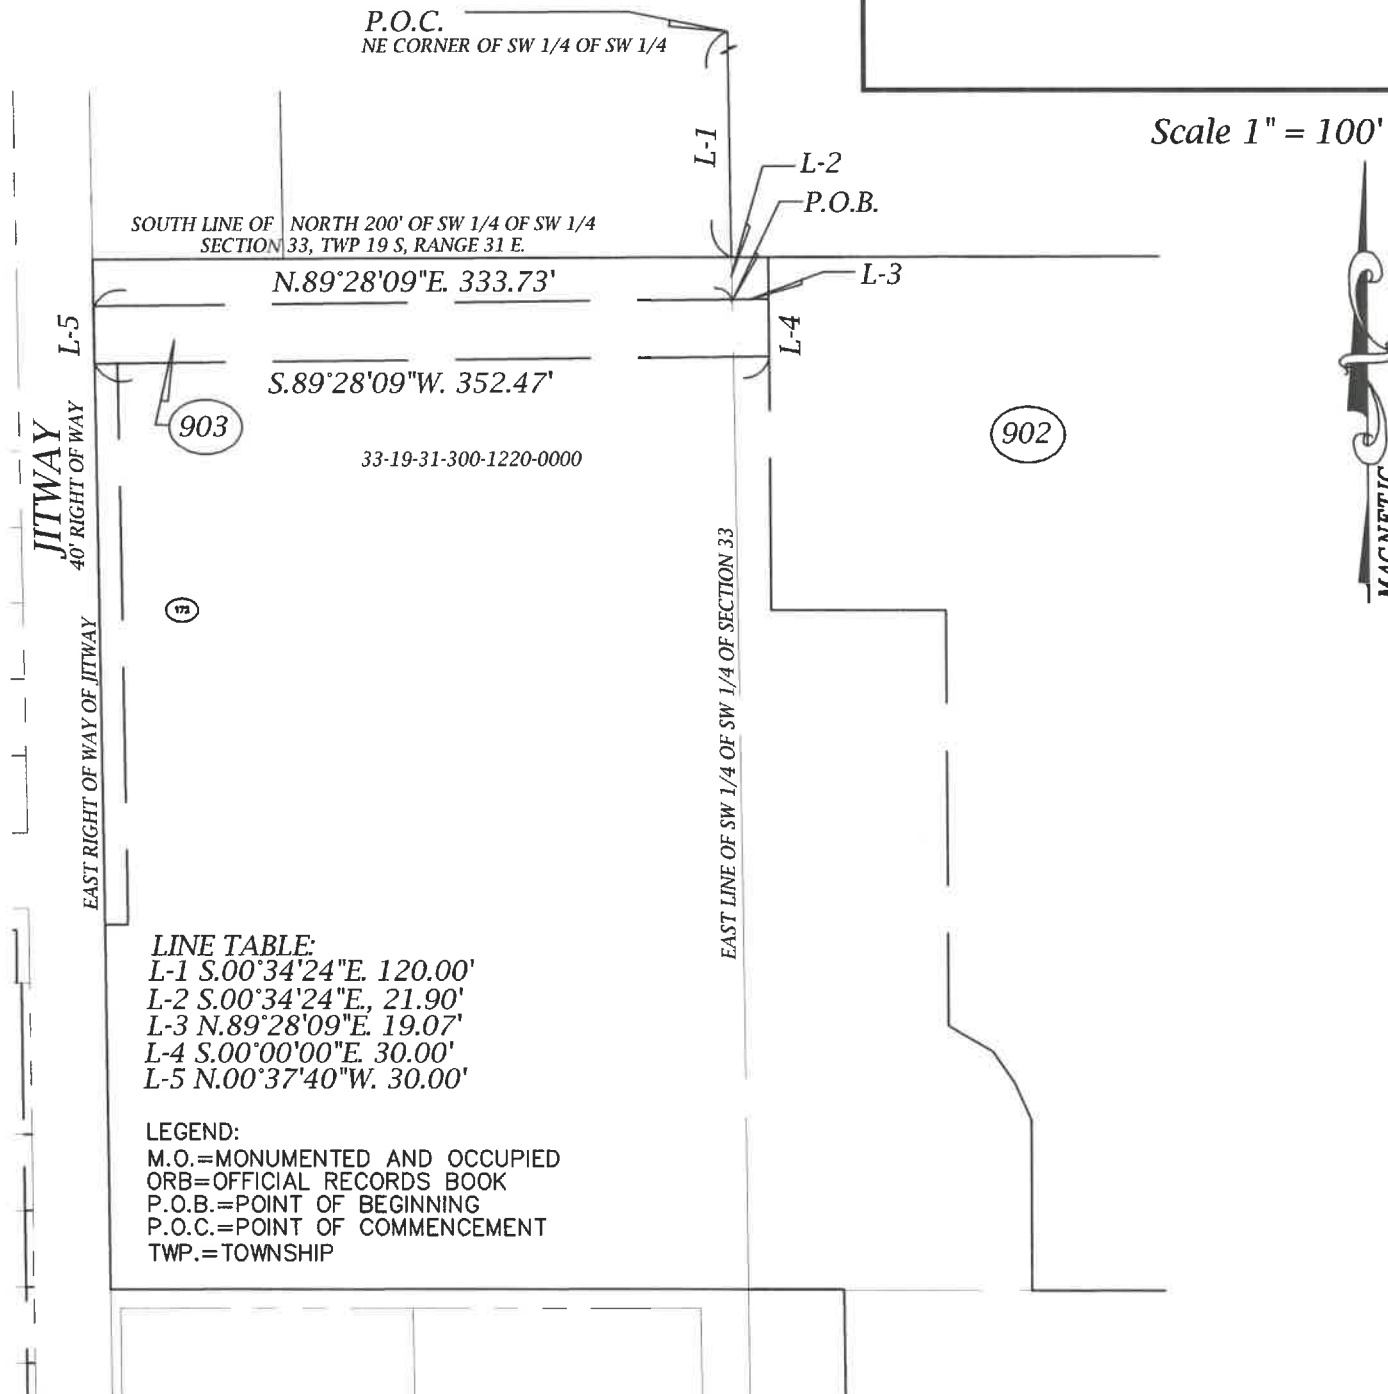 P.O.C.
NE CORNER OF SW 1/4 OF SW 1/4
Scale 1" = 100'
L-1
L-2
P.O.B.
SOUTH LINE OF NORTH 200' OF SW 1/4 OF SW 1/4
SECTION 33, TWP 19 S, RANGE 31 E.
N.89°28'09"E. 333.73'
L-3
L-5
L-4
S.89°28'09"W. 352.47'
903
902
33-19-31-300-1220-0000
JITWAY
40' RIGHT OF WAY
MAGNETIC
172
EAST RIGHT OF WAY OF JITWAY
EAST LINE OF SW 1/4 OF SW 1/4 OF SECTION 33
LINE TABLE:
L-1 S.00°34'24"E. 120.00'
L-2 S.00°34'24"E., 21.90'
L-3 N.89°28'09"E. 19.07'
L-4 S.00°00'00"E. 30.00'
L-5 N.00°37'40"W. 30.00'
LEGEND:
M.O.=MONUMENTED AND OCCUPIED
ORB=OFFICIAL RECORDS BOOK
P.O.B.=POINT OF BEGINNING
P.O.C.=POINT OF COMMENCEMENT
TWP.=TOWNSHIP